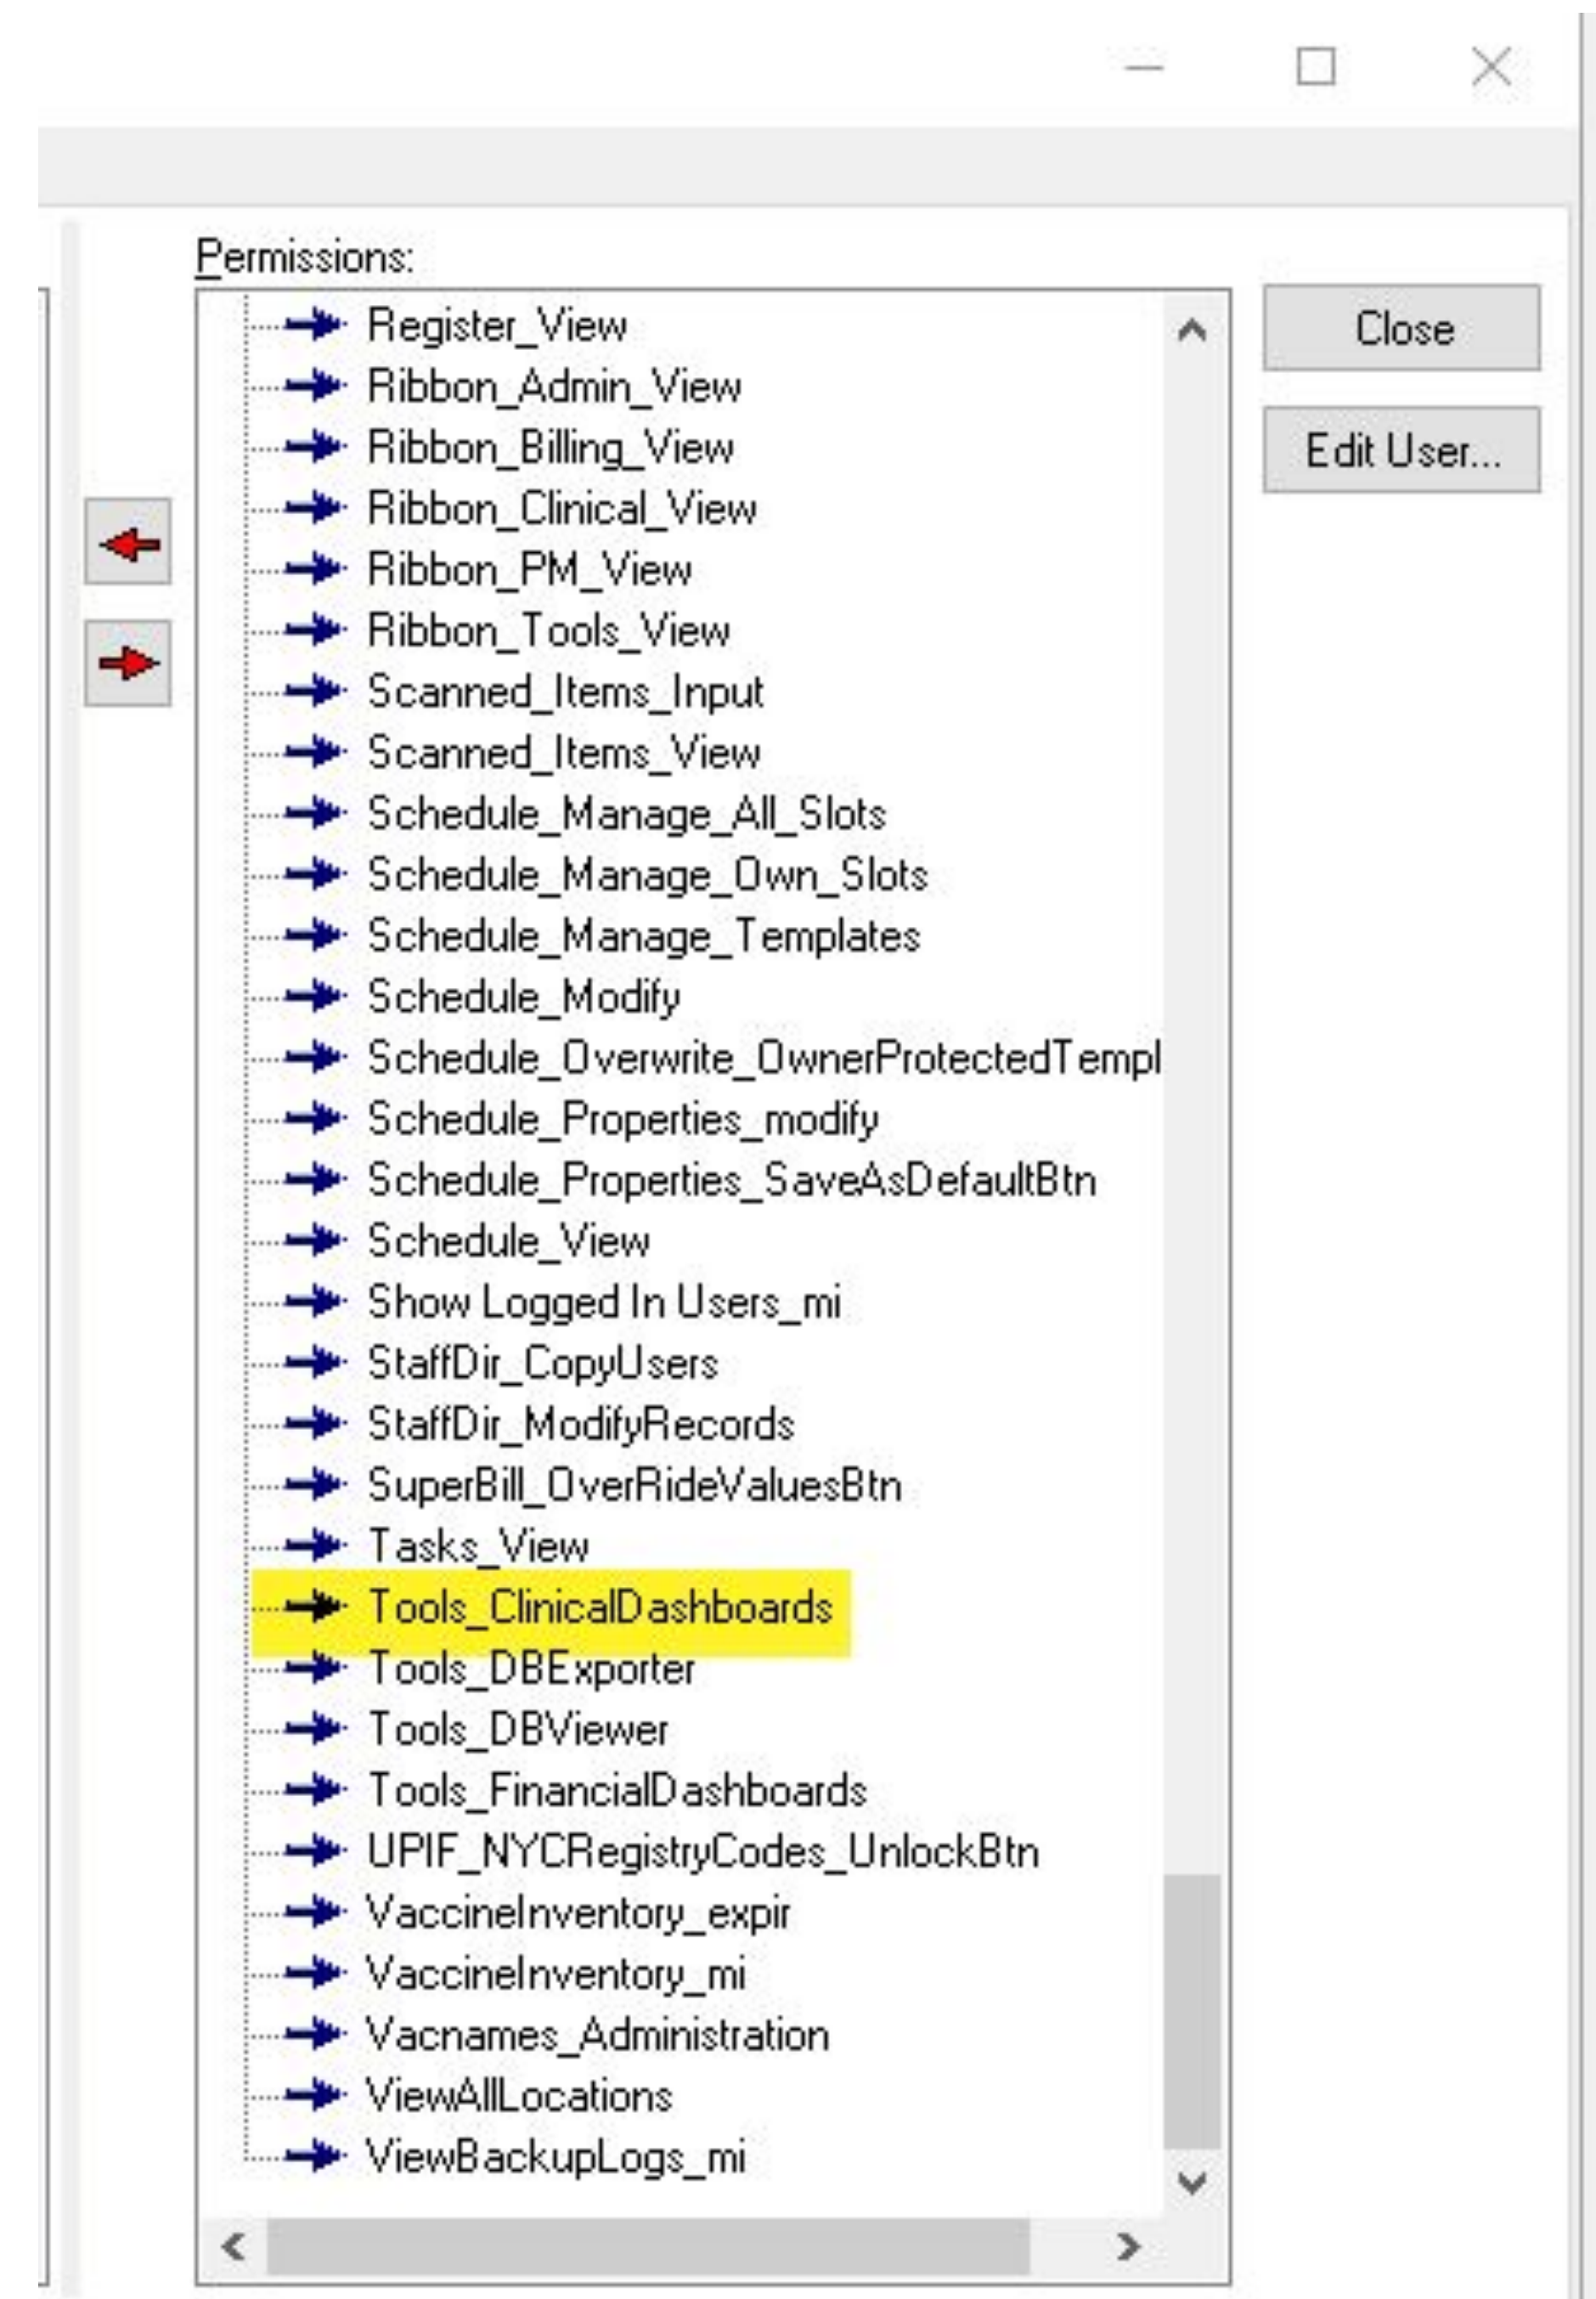 Permissions:
Register_View
Ribbon_Admin_View
Ribbon_Billing_View
Ribbon_Clinical_View
Ribbon_PM_View
Ribbon_Tools_View
Scanned_Items_Input
Scanned_Items_View
Schedule_Manage_All_Slots
Schedule_Manage_Own_Slots
Schedule_Manage_Templates
Schedule_Modify
Schedule_Overwrite_OwnerProtectedTempl
Schedule_Properties_modify
Schedule_Properties_SaveAsDefaultBtn
Schedule_View
Show Logged In Users_mi
StaffDir_CopyUsers
StaffDir_ModifyRecords
SuperBill_OverRideValuesBtn
Tasks_View
Tools_ClinicalDashboards
Tools_DBExporter
Tools_DBViewer
Tools_FinancialDashboards
UPIF_NYCRegistryCodes_UnlockBtn
VaccineInventory_expir
VaccineInventory_mi
Vacnames_Administration
ViewAllLocations
ViewBackupLogs_mi
Close
Edit User...